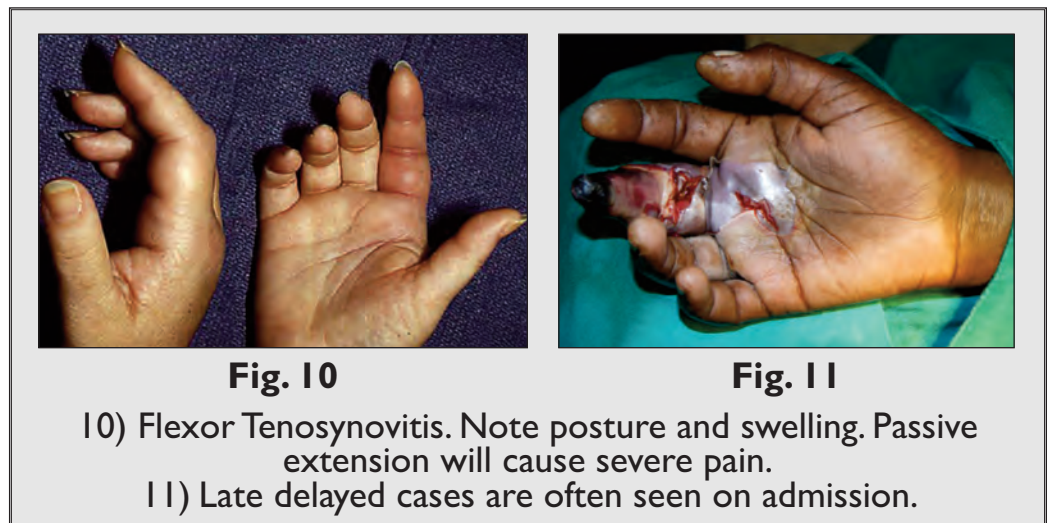 Fig. 10
Fig. 11
10) Flexor Tenosynovitis. Note posture and swelling. Passive
extension will cause severe pain.
11) Late delayed cases are often seen on admission.